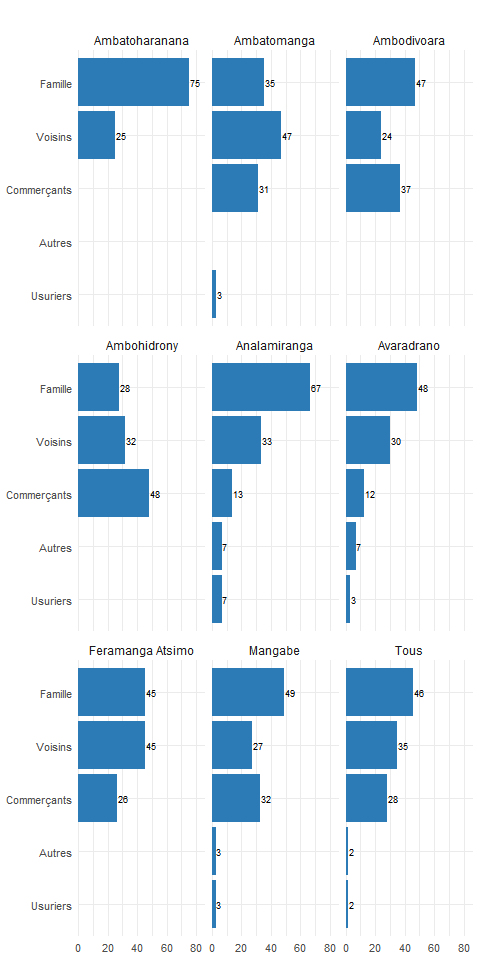 Ambatoharanana Ambatomanga Ambodivoara
Famille 75 35 47
Voisins 25 47 24
Commerçants 31 37
Autres
Usuriers 3
Ambohidrony Analamiranga Avaradrano
Famille 28 67 48
Voisins 32 33 30
Commerçants 48 13 12
Autres 7 7
Usuriers 7 3
Feramanga Atsimo Mangabe Tous
Famille 45 49 46
Voisins 45 27 35
Commerçants 26 32 28
Autres 3 2
Usuriers 3 2
0 20 40 60 80 0 20 40 60 80 0 20 40 60 80